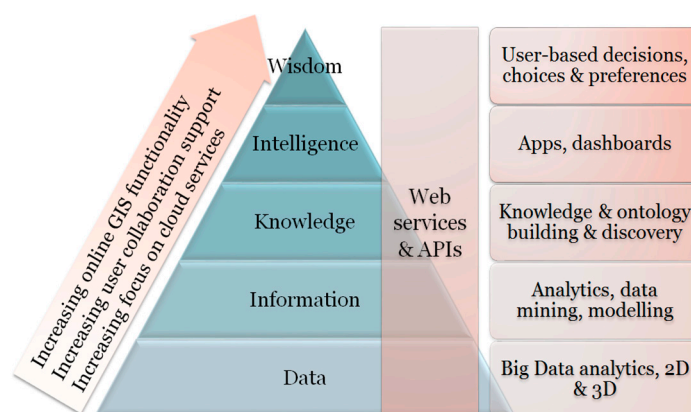 Increasing online GIS functionality
Increasing user collaboration support
Increasing focus on cloud services
Wisdom
Intelligence
Knowledge
Information
Data
Web
services
& APIs
User-based decisions,
choices & preferences
Apps, dashboards
Knowledge & ontology
building & discovery
Analytics, data
mining, modelling
Big Data analytics, 2D
& 3D